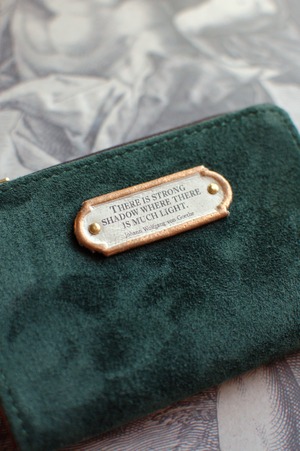 THERE IS STRONG
SHADOW WHERE THERE
IS MUCH LIGHT.
Johann Wolfgang von Goethe